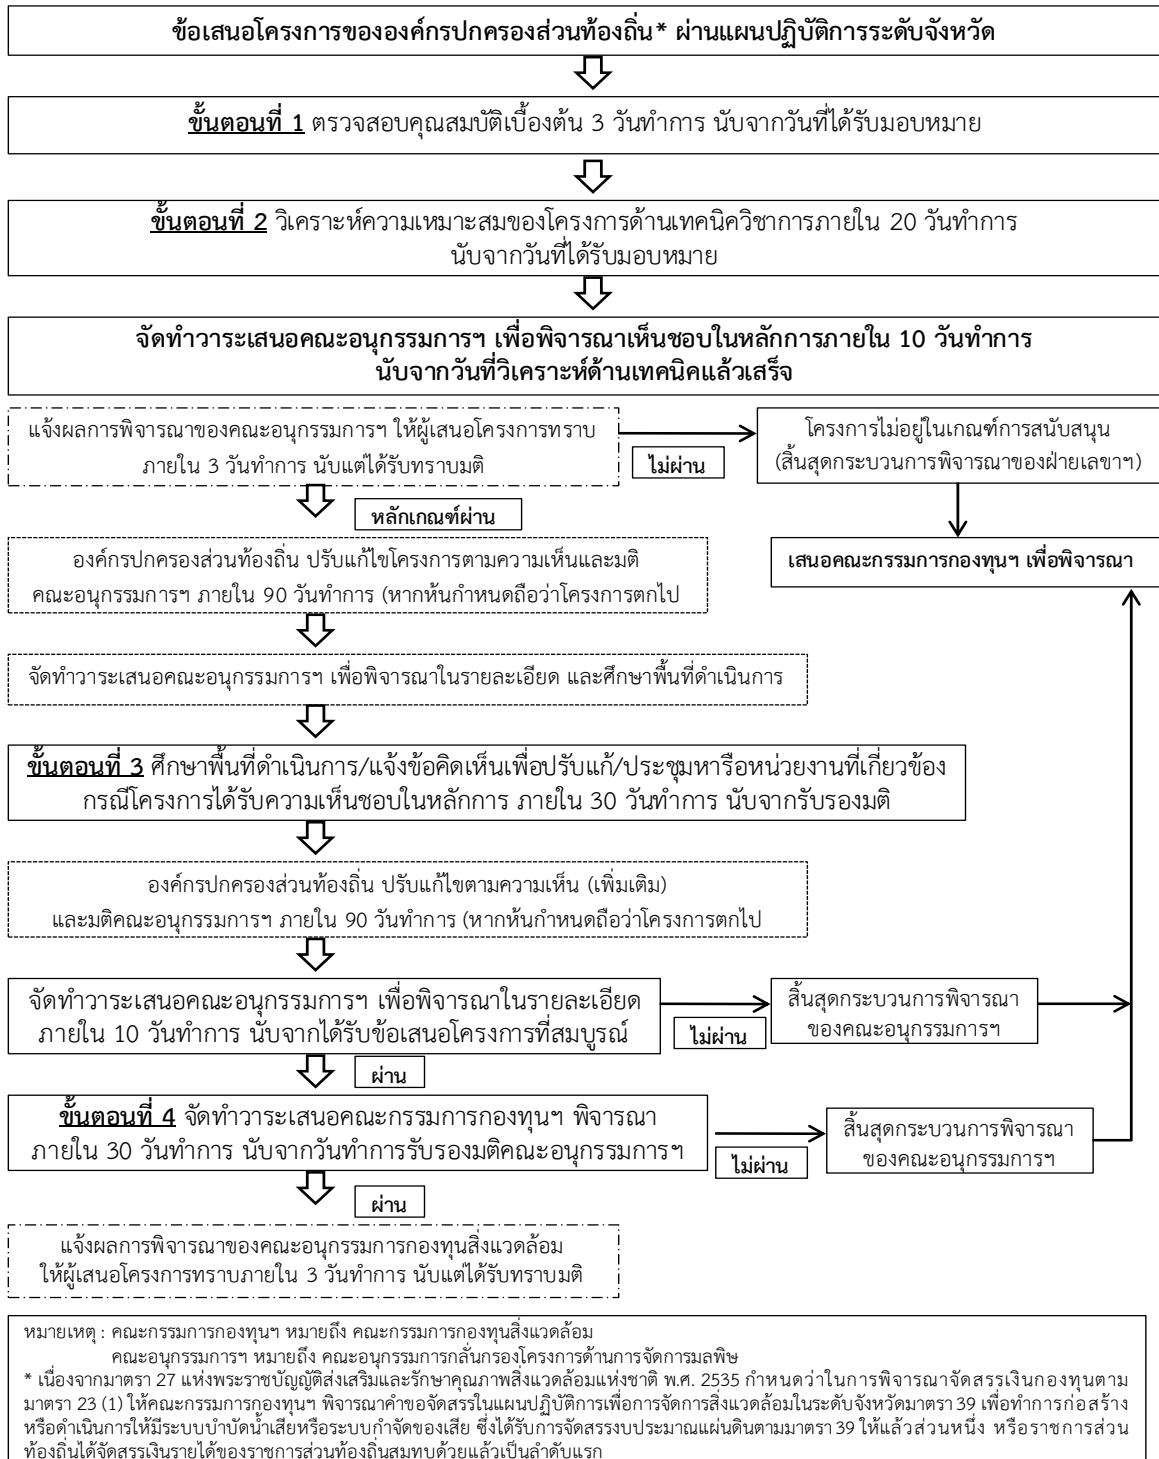 ข้อเสนอโครงการขององค์กรปกครองส่วนท้องถิ่น* ผ่านแผนปฏิบัติการระดับจังหวัด
ขั้นตอนที่ 1 ตรวจสอบคุณสมบัติเบื้องต้น 3 วันทำการ นับจากวันที่ได้รับมอบหมาย
ขั้นตอนที่ 2 วิเคราะห์ความเหมาะสมของโครงการด้านเทคนิควิชาการภายใน 20 วันทำการ
นับจากวันที่ได้รับมอบหมาย
จัดทำวาระเสนอคณะอนุกรรมการฯ เพื่อพิจารณาเห็นชอบในหลักการภายใน 10 วันทำการ
นับจากวันที่วิเคราะห์ด้านเทคนิคแล้วเสร็จ
แจ้งผลการพิจารณาของคณะอนุกรรมการฯ ให้ผู้เสนอโครงการทราบ
ภายใน 3 วันทำการ นับแต่ได้รับทราบมติ
ไม่ผ่าน
โครงการไม่อยู่ในเกณฑ์การสนับสนุน
(สิ้นสุดกระบวนการพิจารณาของฝ่ายเลขาฯ)
หลักเกณฑ์ผ่าน
องค์กรปกครองส่วนท้องถิ่น ปรับแก้ไขโครงการตามความเห็นและมติ
คณะอนุกรรมการฯ ภายใน 90 วันทำการ (หากห้นกำหนดถือว่าโครงการตกไป
เสนอคณะกรรมการกองทุนฯ เพื่อพิจารณา
จัดทำวาระเสนอคณะอนุกรรมการฯ เพื่อพิจารณาในรายละเอียด และศึกษาพื้นที่ดำเนินการ
ขั้นตอนที่ 3 ศึกษาพื้นที่ดำเนินการ/แจ้งข้อคิดเห็นเพื่อปรับแก้/ประชุมหารือหน่วยงานที่เกี่ยวข้อง
กรณีโครงการได้รับความเห็นชอบในหลักการ ภายใน 30 วันทำการ นับจากรับรองมติ
องค์กรปกครองส่วนท้องถิ่น ปรับแก้ไขตามความเห็น (เพิ่มเติม)
และมติคณะอนุกรรมการฯ ภายใน 90 วันทำการ (หากห้นกำหนดถือว่าโครงการตกไป
จัดทำวาระเสนอคณะอนุกรรมการฯ เพื่อพิจารณาในรายละเอียด
ภายใน 10 วันทำการ นับจากได้รับข้อเสนอโครงการที่สมบูรณ์
ไม่ผ่าน
สิ้นสุดกระบวนการพิจารณา
ของคณะอนุกรรมการฯ
ผ่าน
ขั้นตอนที่ 4 จัดทำวาระเสนอคณะกรรมการกองทุนฯ พิจารณา
ภายใน 30 วันทำการ นับจากวันทำการรับรองมติคณะอนุกรรมการฯ
ไม่ผ่าน
สิ้นสุดกระบวนการพิจารณา
ของคณะอนุกรรมการฯ
ผ่าน
แจ้งผลการพิจารณาของคณะอนุกรรมการกองทุนสิ่งแวดล้อม
ให้ผู้เสนอโครงการทราบภายใน 3 วันทำการ นับแต่ได้รับทราบมติ
หมายเหตุ : คณะกรรมการกองทุนฯ หมายถึง คณะกรรมการกองทุนสิ่งแวดล้อม
คณะอนุกรรมการฯ หมายถึง คณะอนุกรรมการกลั่นกรองโครงการด้านการจัดการมลพิษ
* เนื่องจากมาตรา 27 แห่งพระราชบัญญัติส่งเสริมและรักษาคุณภาพสิ่งแวดล้อมแห่งชาติ พ.ศ. 2535 กำหนดว่าในการพิจารณาจัดสรรเงินกองทุนตาม
มาตรา 23 (1) ให้คณะกรรมการกองทุนฯ พิจารณาคำขอจัดสรรในแผนปฏิบัติการเพื่อการจัดการสิ่งแวดล้อมในระดับจังหวัดมาตรา 39 เพื่อทำการก่อสร้าง
หรือดำเนินการให้มีระบบบำบัดน้ำเสียหรือระบบกำจัดของเสีย ซึ่งได้รับการจัดสรรงบประมาณแผ่นดินตามมาตรา 39 ให้แล้วส่วนหนึ่ง หรือราชการส่วน
ท้องถิ่นได้จัดสรรเงินรายได้ของราชการส่วนท้องถิ่นสมทบด้วยแล้วเป็นลำดับแรก